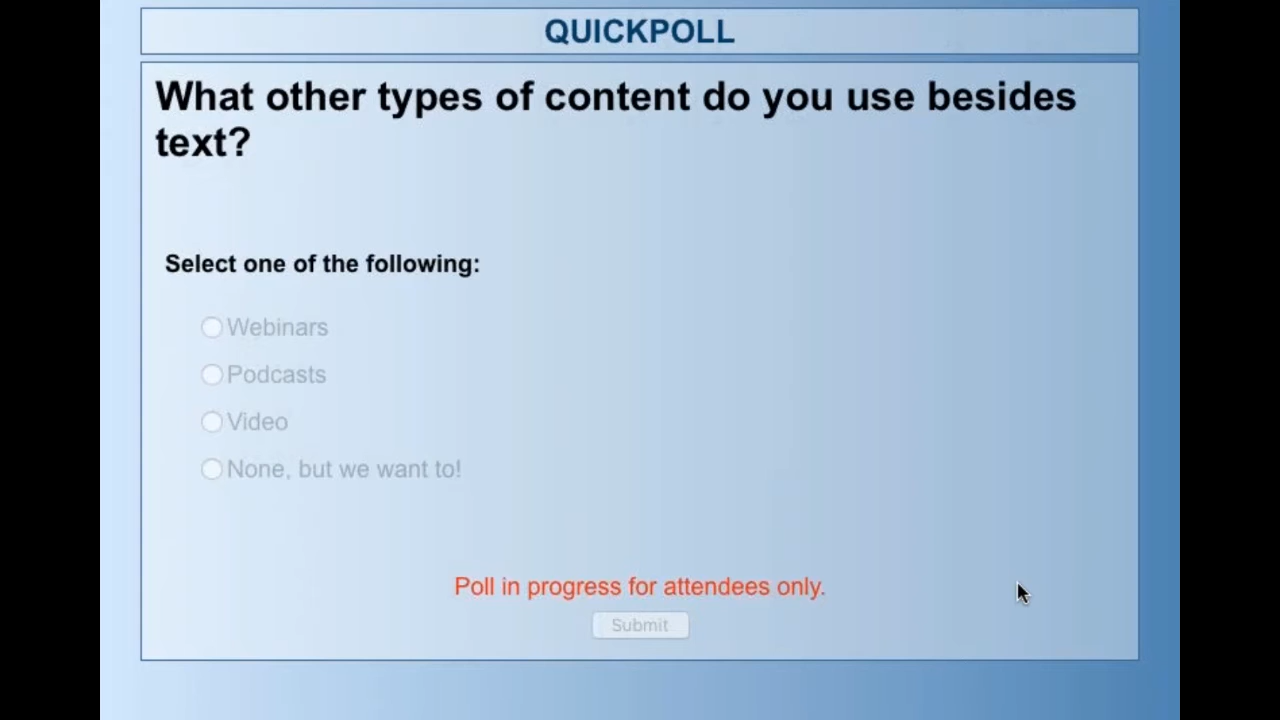 QUICKPOLL
What other types of content do you use besides
text?
Select one of the following:
Webinars
Podcasts
Video
None, but we want to!
Poll in progress for attendees only.
Submit